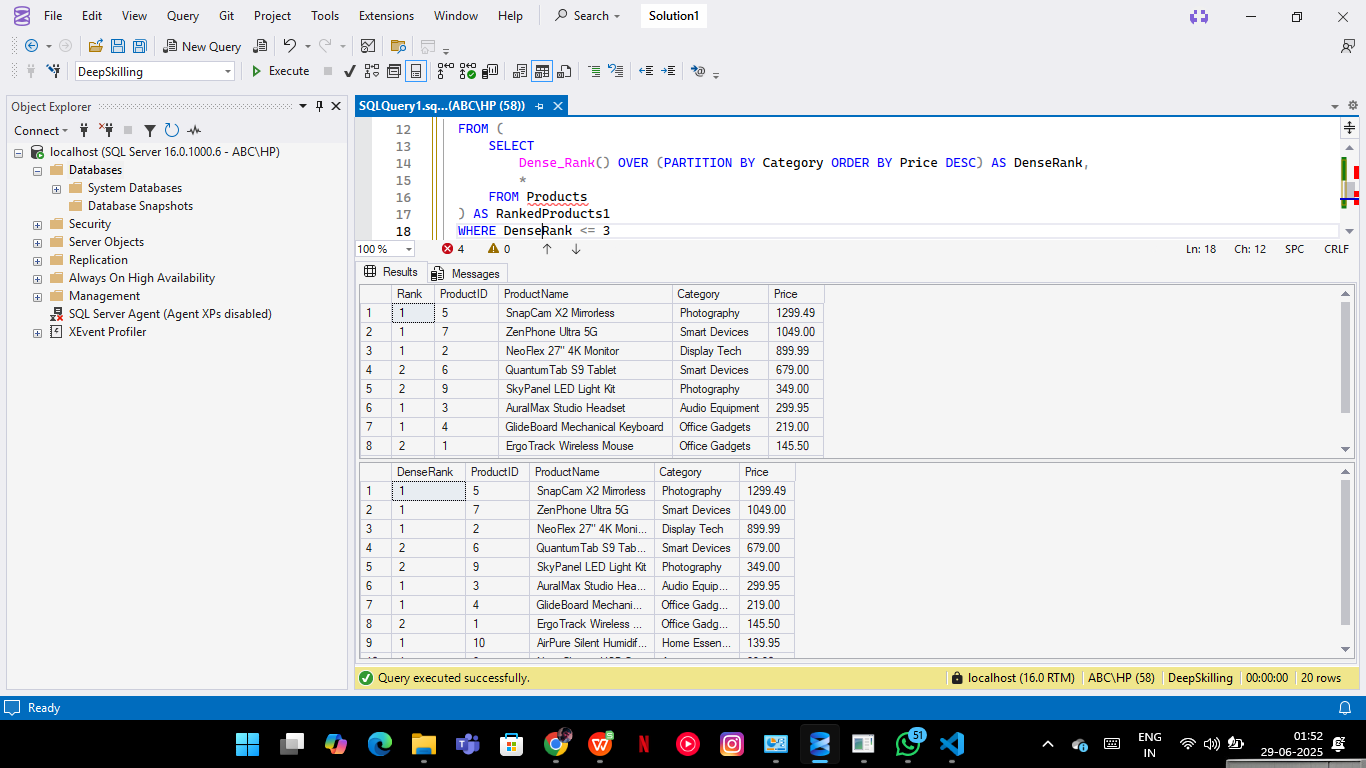 File Edit View Query Git Project Tools Extensions Window Help Search Solution1
New Query
DeepSkilling Execute
Object Explorer
Connect
localhost (SQL Server 16.0.1000.6 - ABC\HP)
Databases
System Databases
Database Snapshots
Security
Server Objects
Replication
Always On High Availability
Management
SQL Server Agent (Agent XPs disabled)
XEvent Profiler
SQLQuery1.sq...(ABC\HP (58))
12 FROM (
13 SELECT
14 Dense_Rank() OVER (PARTITION BY Category ORDER BY Price DESC) AS DenseRank,
15 *
16 FROM Products
17 ) AS RankedProducts1
18 WHERE DenseRank <= 3
100 % 4 0 Ln: 18 Ch: 12 SPC CRLF
Results Messages
Rank ProductID ProductName Category Price
1 1 5 SnapCam X2 Mirrorless Photography 1299.49
2 1 7 ZenPhone Ultra 5G Smart Devices 1049.00
3 1 2 NeoFlex 27" 4K Monitor Display Tech 899.99
4 2 6 QuantumTab S9 Tablet Smart Devices 679.00
5 2 9 SkyPanel LED Light Kit Photography 349.00
6 1 3 AuralMax Studio Headset Audio Equipment 299.95
7 1 4 GlideBoard Mechanical Keyboard Office Gadgets 219.00
8 2 1 ErgoTrack Wireless Mouse Office Gadgets 145.50
DenseRank ProductID ProductName Category Price
1 1 5 SnapCam X2 Mirrorless Photography 1299.49
2 1 7 ZenPhone Ultra 5G Smart Devices 1049.00
3 1 2 NeoFlex 27" 4K Moni... Display Tech 899.99
4 2 6 QuantumTab S9 Tab... Smart Devices 679.00
5 2 9 SkyPanel LED Light Kit Photography 349.00
6 1 3 AuralMax Studio Hea... Audio Equip... 299.95
7 1 4 GlideBoard Mechani... Office Gadg... 219.00
8 2 1 ErgoTrack Wireless ... Office Gadg... 145.50
9 1 10 AirPure Silent Humidif... Home Essen... 139.95
Query executed successfully. localhost (16.0 RTM) ABC\HP (58) DeepSkilling 00:00:00 20 rows
Ready
51
ENG
IN
01:52
29-06-2025